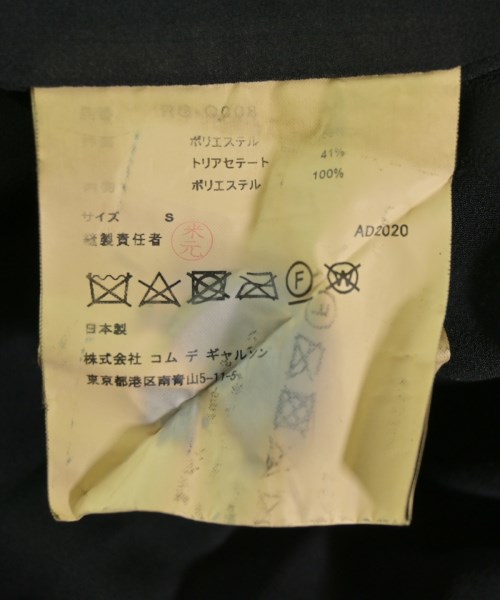 ポリエステル
トリアセテート 41%
ポリエステル 100%
サイズ S
縫製責任者 米元 AD2020
F W
日本製
株式会社 コム デ ギャルソン
東京都港区南青山5-11-5